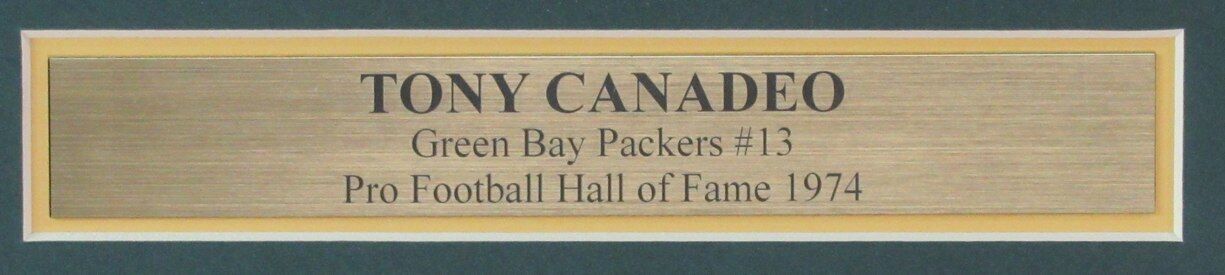 TONY CANADEO
Green Bay Packers #13
Pro Football Hall of Fame 1974